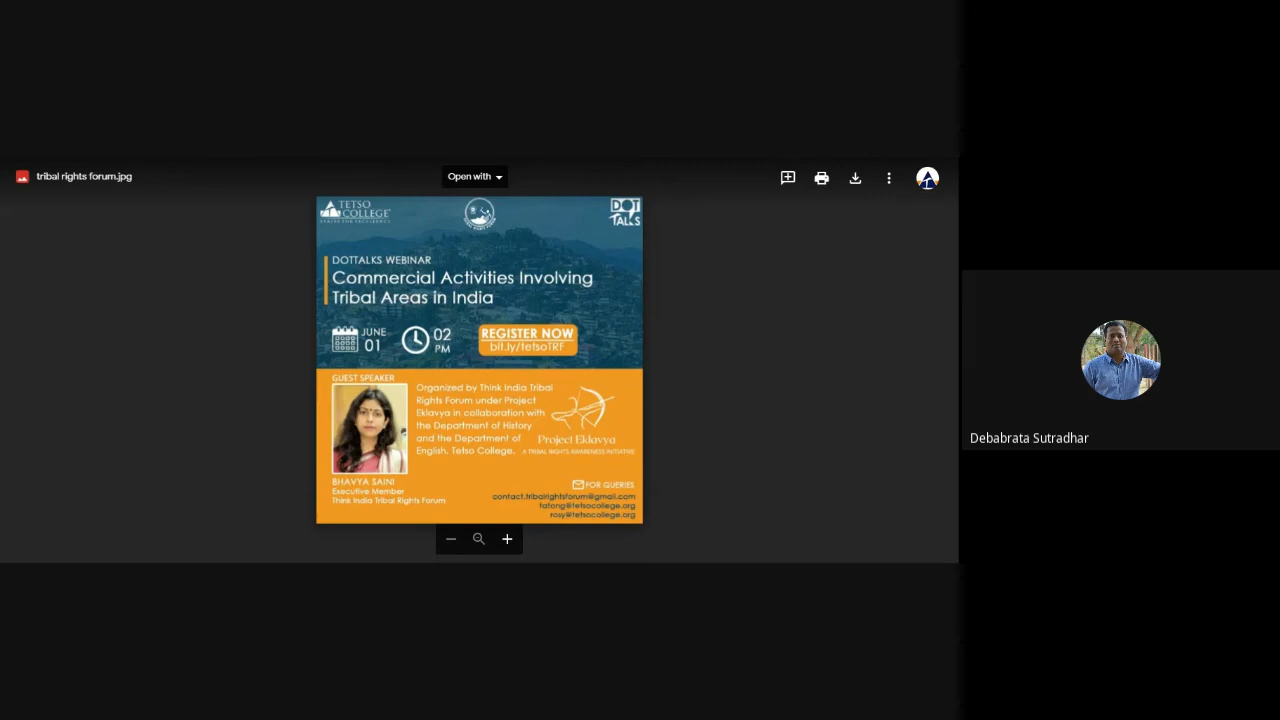 tribal rights forum.jpg
Open with
TETSO
COLLEGE
DOT
TALKS
DOTTALKS WEBINAR
Commercial Activities Involving
Tribal Areas in India
JUNE
01
02
PM
REGISTER NOW
bit.ly/tetsoTRF
GUEST SPEAKER
Organized by Think India Tribal
Rights Forum under Project
Eklavya in collaboration with
the Department of History
and the Department of
English, Tetso College.
Project Eklavya
A TRIBAL RIGHTS AWARENESS INITIATIVE
BHAVYA SAINI
Executive Member
Think India Tribal Rights Forum
FOR QUERIES
contact.tribalrightsforum@gmail.com
tatong@tetsocollege.org
rosy@tetsocollege.org
Debabrata Sutradhar